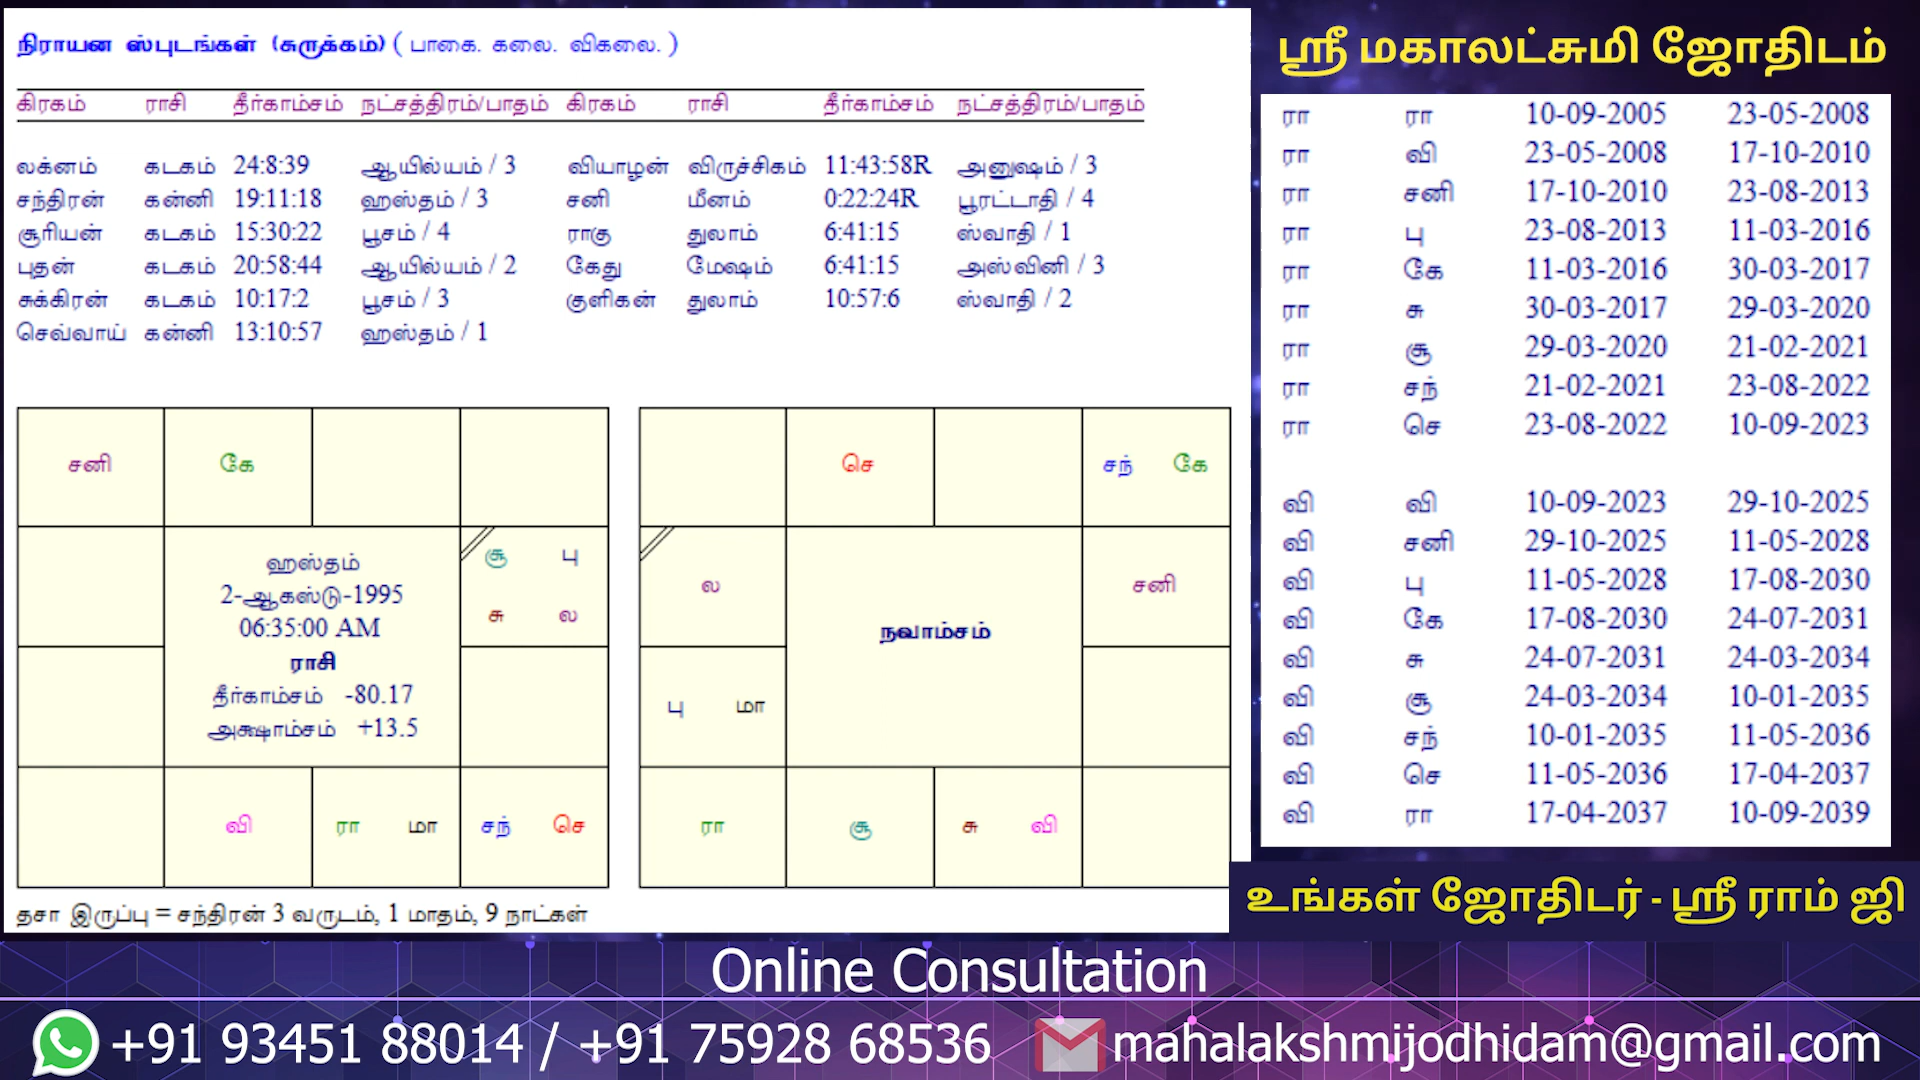 நிராயன ஸ்புடங்கள் (சுருக்கம்) ( பாகை. கலை. விகலை. )
கிரகம் ராசி தீர்காம்சம் நட்சத்திரம்/பாதம் கிரகம் ராசி தீர்காம்சம் நட்சத்திரம்/பாதம்
லக்னம் கடகம் 24:8:39 ஆயில்யம் / 3 வியாழன் விருச்சிகம் 11:43:58R அனுஷம் / 3
சந்திரன் கன்னி 19:11:18 ஹஸ்தம் / 3 சனி மீனம் 0:22:24R பூரட்டாதி / 4
சூரியன் கடகம் 15:30:22 பூசம் / 4 ராகு துலாம் 6:41:15 ஸ்வாதி / 1
புதன் கடகம் 20:58:44 ஆயில்யம் / 2 கேது மேஷம் 6:41:15 அஸ்வினி / 3
சுக்கிரன் கடகம் 10:17:2 பூசம் / 3 குளிகன் துலாம் 10:57:6 ஸ்வாதி / 2
செவ்வாய் கன்னி 13:10:57 ஹஸ்தம் / 1
சனி கே
சூ பு
சு ல
ஹஸ்தம்
2-ஆகஸ்டு-1995
06:35:00 AM
ராசி
தீர்காம்சம் -80.17
அக்ஷாம்சம் +13.5
வி ரா மா சந் செ
செ சந் கே
ல சனி
நவாம்சம்
பு மா
ரா சூ சு வி
தசா இருப்பு = சந்திரன் 3 வருடம், 1 மாதம், 9 நாட்கள்
ஸ்ரீ மகாலட்சுமி ஜோதிடம்
ரா ரா 10-09-2005 23-05-2008
ரா வி 23-05-2008 17-10-2010
ரா சனி 17-10-2010 23-08-2013
ரா பு 23-08-2013 11-03-2016
ரா கே 11-03-2016 30-03-2017
ரா சு 30-03-2017 29-03-2020
ரா சூ 29-03-2020 21-02-2021
ரா சந் 21-02-2021 23-08-2022
ரா செ 23-08-2022 10-09-2023
வி வி 10-09-2023 29-10-2025
வி சனி 29-10-2025 11-05-2028
வி பு 11-05-2028 17-08-2030
வி கே 17-08-2030 24-07-2031
வி சு 24-07-2031 24-03-2034
வி சூ 24-03-2034 10-01-2035
வி சந் 10-01-2035 11-05-2036
வி செ 11-05-2036 17-04-2037
வி ரா 17-04-2037 10-09-2039
உங்கள் ஜோதிடர் - ஸ்ரீ ராம் ஜி
Online Consultation
+91 93451 88014 / +91 75928 68536 mahalakshmijodhidam@gmail.com